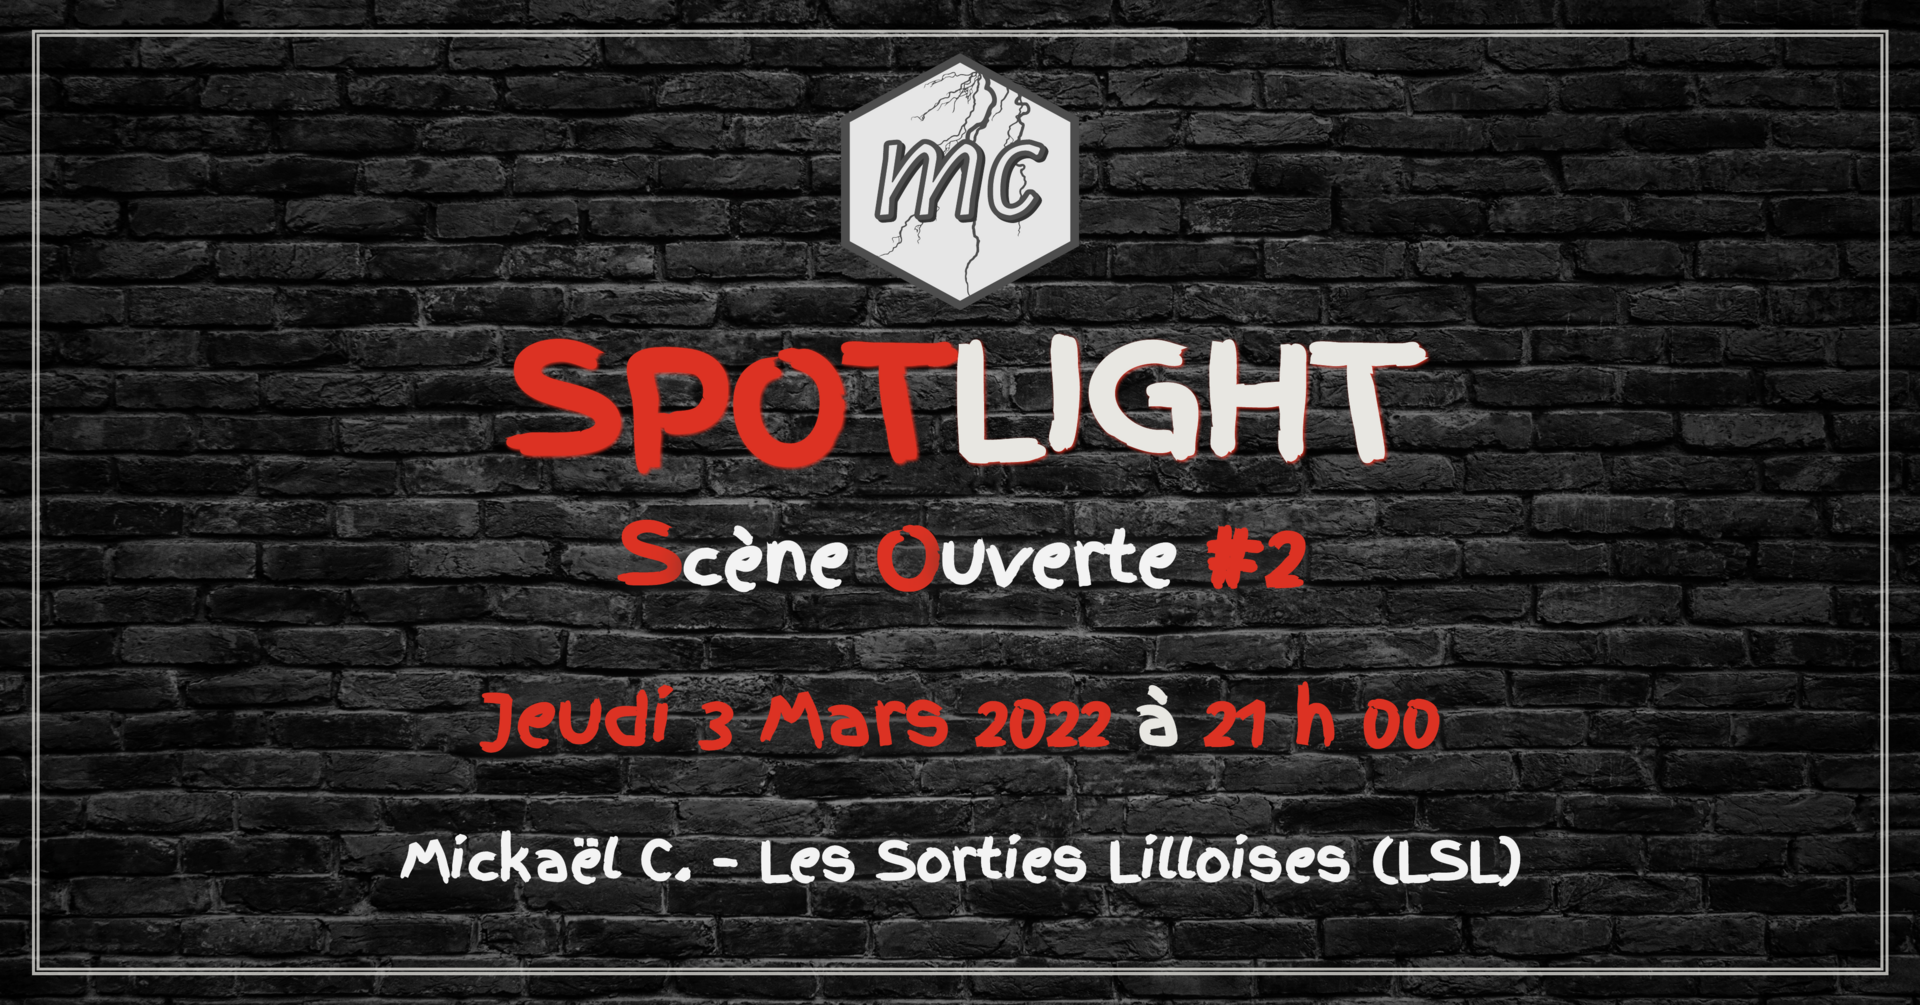 mc
SPOTLIGHT
Scène Ouverte #2
Jeudi 3 Mars 2022 à 21 h 00
Mickaël C. - Les Sorties Lilloises (LSL)